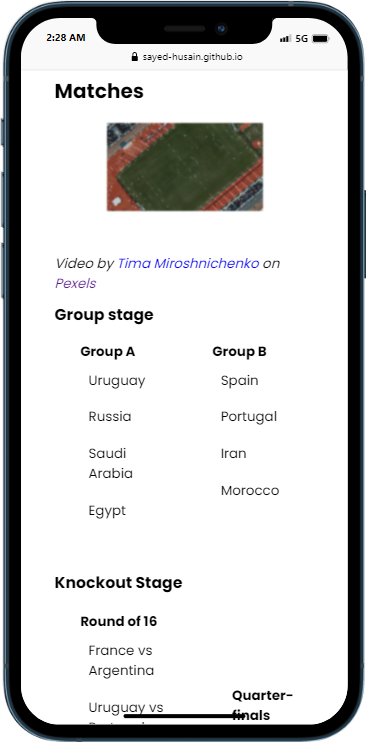 2:28 AM
5G
sayed-husain.github.io
Matches
Video by Tima Miroshnichenko on
Pexels
Group stage
Group A
Group B
Uruguay
Spain
Russia
Portugal
Saudi
Arabia
Iran
Egypt
Morocco
Knockout Stage
Round of 16
France vs
Argentina
Uruguay vs
Quarter-
finals